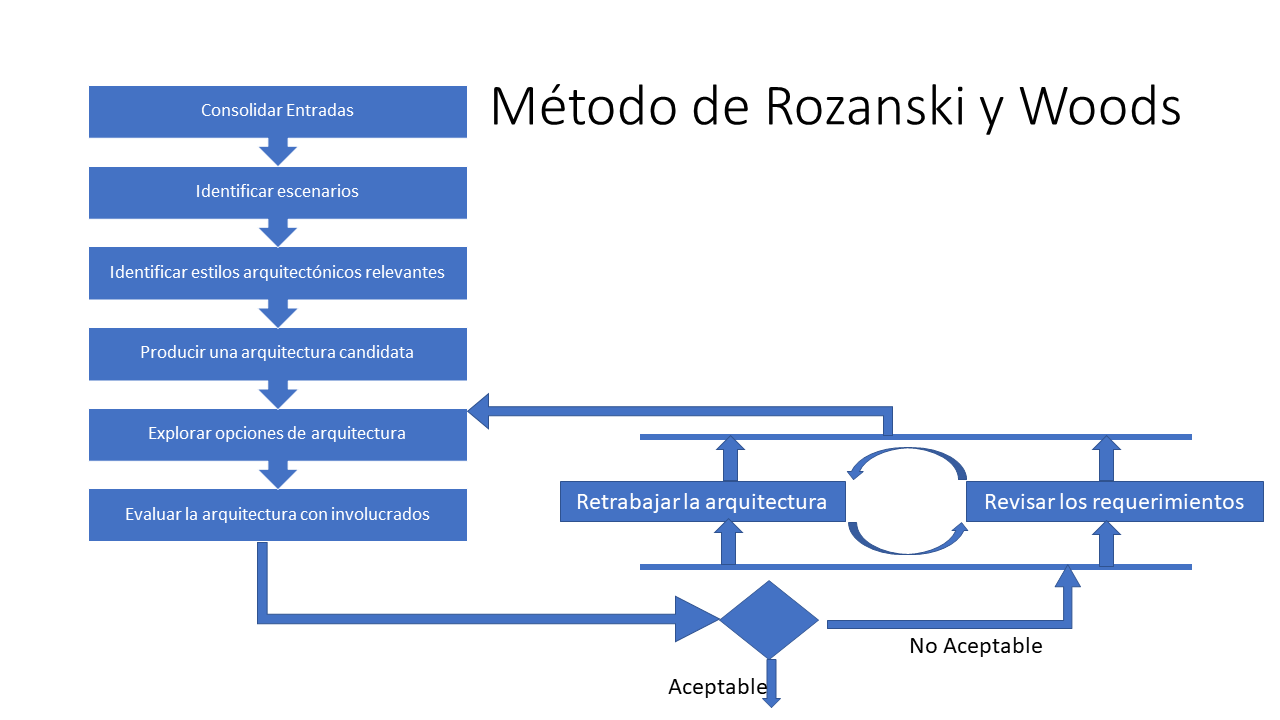 Método de Rozanski y Woods
Consolidar Entradas
Identificar escenarios
Identificar estilos arquitectónicos relevantes
Producir una arquitectura candidata
Explorar opciones de arquitectura
Evaluar la arquitectura con involucrados
Retrabajar la arquitectura
Revisar los requerimientos
No Aceptable
Aceptable